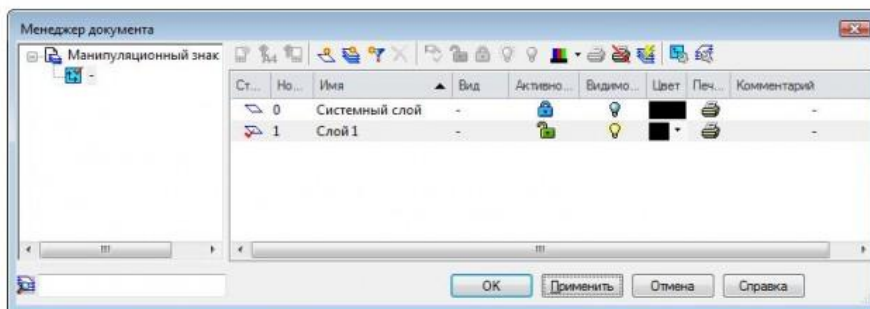 Менеджер документа
Манипуляционный знак
-
Ст... Но... Имя Вид Активно... Видимо... Цвет Печ... Комментарий
0 Системный слой - -
1 Слой 1 - -
OK Применить Отмена Справка